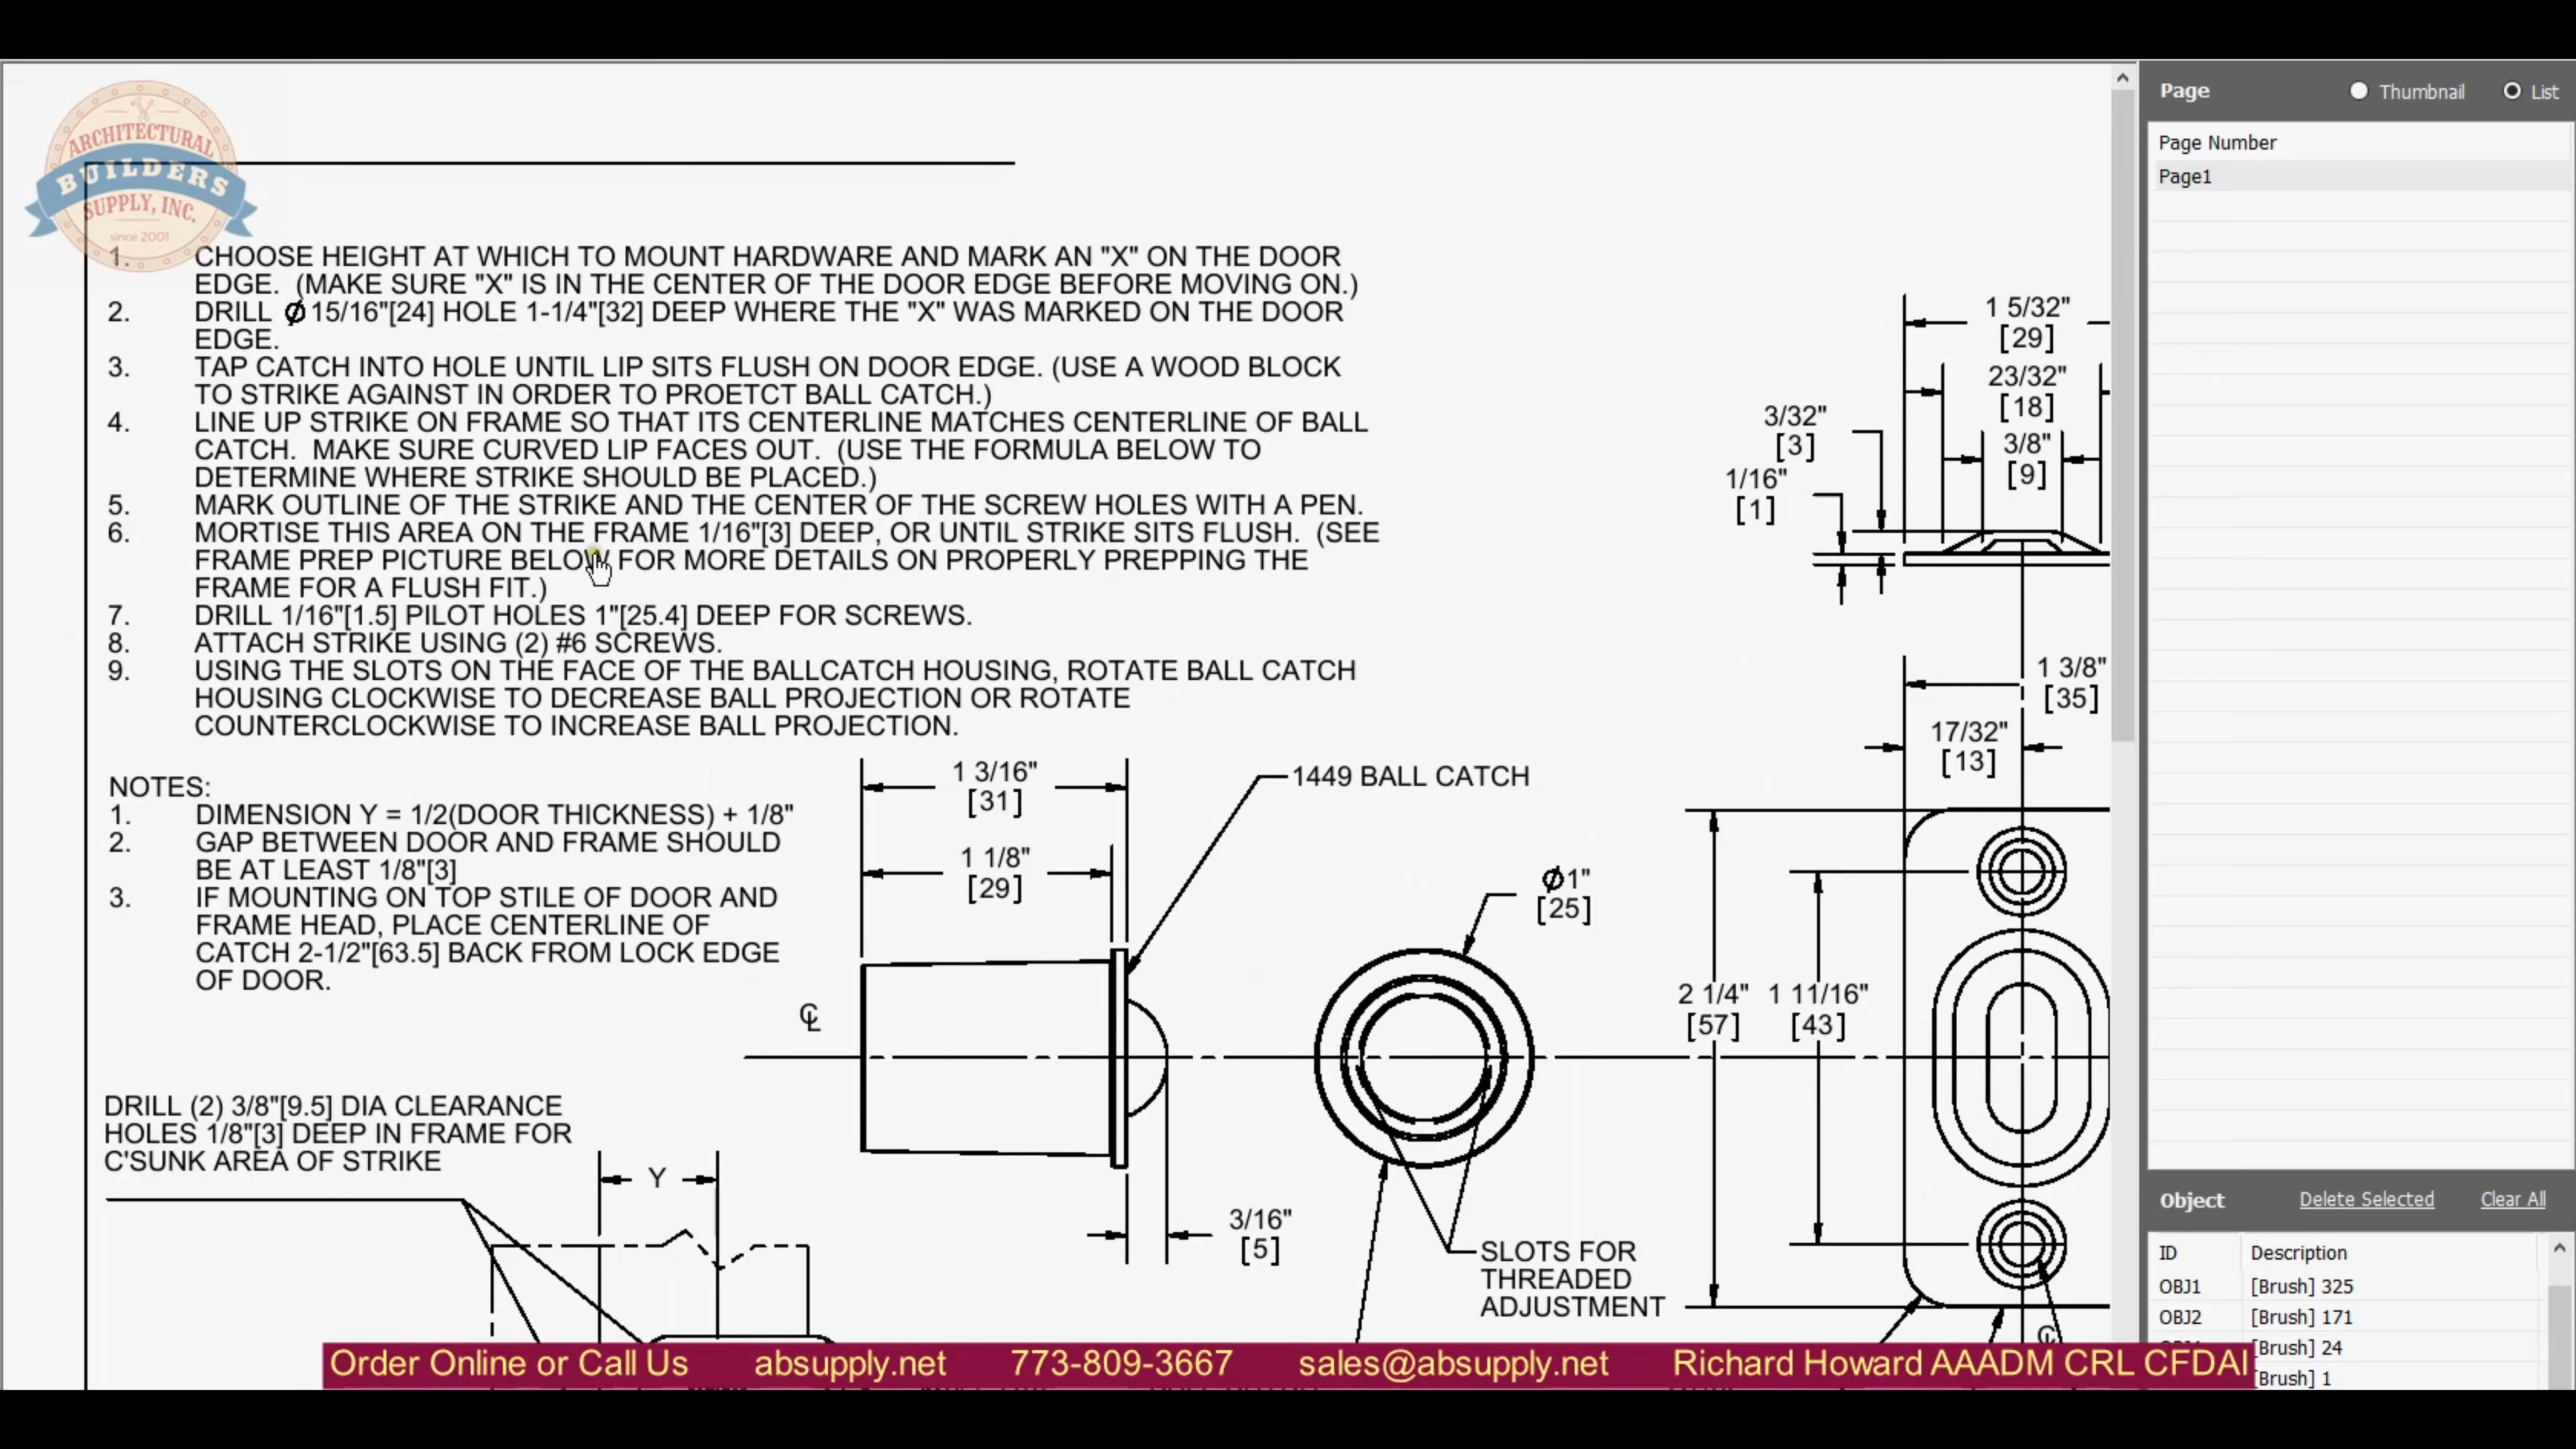 ARCHITECTURAL
BUILDERS
SUPPLY, INC.
since 2001
1. CHOOSE HEIGHT AT WHICH TO MOUNT HARDWARE AND MARK AN "X" ON THE DOOR
EDGE. (MAKE SURE "X" IS IN THE CENTER OF THE DOOR EDGE BEFORE MOVING ON.)
2. DRILL Ø 15/16"[24] HOLE 1-1/4"[32] DEEP WHERE THE "X" WAS MARKED ON THE DOOR
EDGE.
3. TAP CATCH INTO HOLE UNTIL LIP SITS FLUSH ON DOOR EDGE. (USE A WOOD BLOCK
TO STRIKE AGAINST IN ORDER TO PROETCT BALL CATCH.)
4. LINE UP STRIKE ON FRAME SO THAT ITS CENTERLINE MATCHES CENTERLINE OF BALL
CATCH. MAKE SURE CURVED LIP FACES OUT. (USE THE FORMULA BELOW TO
DETERMINE WHERE STRIKE SHOULD BE PLACED.)
5. MARK OUTLINE OF THE STRIKE AND THE CENTER OF THE SCREW HOLES WITH A PEN.
6. MORTISE THIS AREA ON THE FRAME 1/16"[3] DEEP, OR UNTIL STRIKE SITS FLUSH. (SEE
FRAME PREP PICTURE BELOW FOR MORE DETAILS ON PROPERLY PREPPING THE
FRAME FOR A FLUSH FIT.)
7. DRILL 1/16"[1.5] PILOT HOLES 1"[25.4] DEEP FOR SCREWS.
8. ATTACH STRIKE USING (2) #6 SCREWS.
9. USING THE SLOTS ON THE FACE OF THE BALLCATCH HOUSING, ROTATE BALL CATCH
HOUSING CLOCKWISE TO DECREASE BALL PROJECTION OR ROTATE
COUNTERCLOCKWISE TO INCREASE BALL PROJECTION.
NOTES:
1. DIMENSION Y = 1/2(DOOR THICKNESS) + 1/8"
2. GAP BETWEEN DOOR AND FRAME SHOULD
BE AT LEAST 1/8"[3]
3. IF MOUNTING ON TOP STILE OF DOOR AND
FRAME HEAD, PLACE CENTERLINE OF
CATCH 2-1/2"[63.5] BACK FROM LOCK EDGE
OF DOOR.
DRILL (2) 3/8"[9.5] DIA CLEARANCE
HOLES 1/8"[3] DEEP IN FRAME FOR
C'SUNK AREA OF STRIKE
Y
1 3/16"
[31]
1 1/8"
[29]
1449 BALL CATCH
℄
3/16"
[5]
Ø1"
[25]
SLOTS FOR
THREADED
ADJUSTMENT
1 5/32"
[29]
23/32"
[18]
3/8"
[9]
3/32"
[3]
1/16"
[1]
1 3/8"
[35]
17/32"
[13]
2 1/4"
[57]
1 11/16"
[43]
Page
Thumbnail
List
Page Number
Page1
Object
Delete Selected
Clear All
ID Description
OBJ1 [Brush] 325
OBJ2 [Brush] 171
[Brush] 24
[Brush] 1
Order Online or Call Us absupply.net 773-809-3667 sales@absupply.net Richard Howard AAADM CRL CFDAI